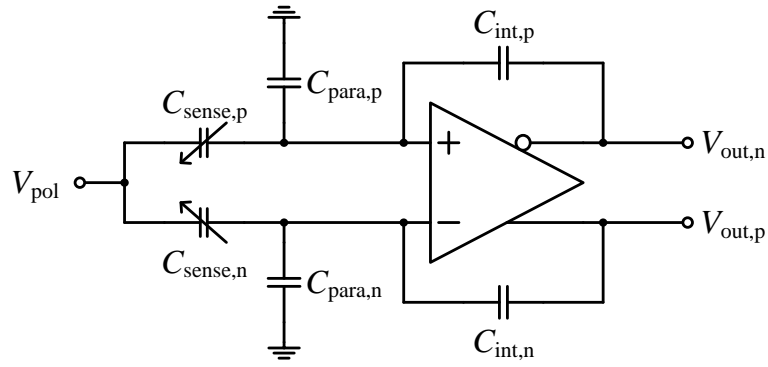 C_int,p
C_para,p
C_sense,p
+
V_out,n
V_pol
−
V_out,p
C_sense,n
C_para,n
C_int,n